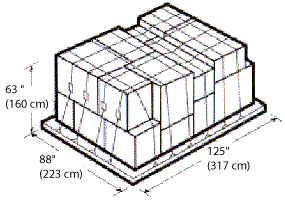 63 "
(160 cm)
88"
(223 cm)
125"
(317 cm)